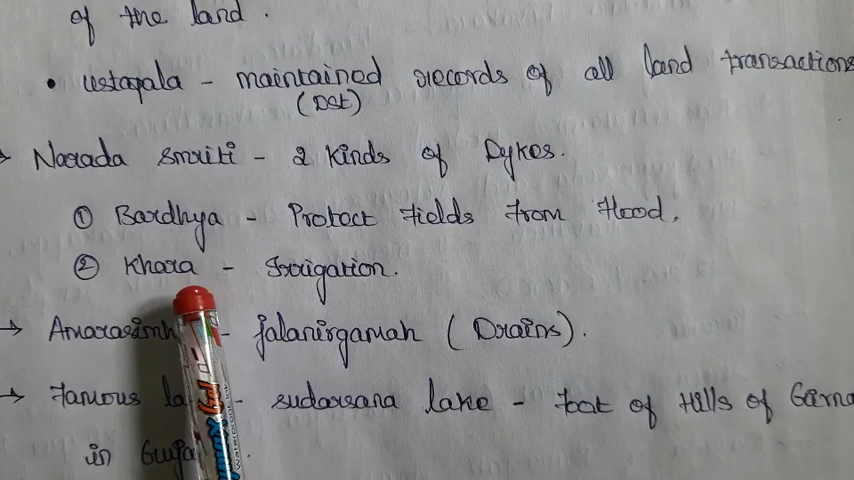 of the land.
• Ustapala - maintained records of all land transactions
(Dst)
Narada Smriti - 2 kinds of Dykes.
① Bardhya - Protect Fields from Flood.
② Khara - Irrigation.
→ Amarasimh - Jalanirgamah (Drains).
→ Famous la - sudarsana lake - Foot of Hills of Girna
in Guja